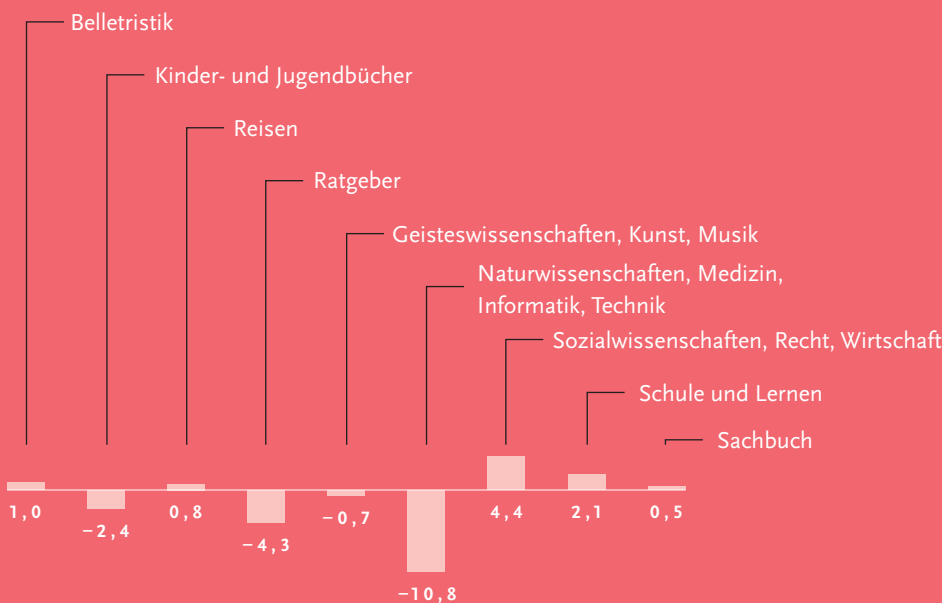 Belletristik
Kinder- und Jugendbücher
Reisen
Ratgeber
Geisteswissenschaften, Kunst, Musik
Naturwissenschaften, Medizin,
Informatik, Technik
Sozialwissenschaften, Recht, Wirtschaft
Schule und Lernen
Sachbuch
1,0
−2,4
0,8
−4,3
−0,7
−10,8
4,4
2,1
0,5